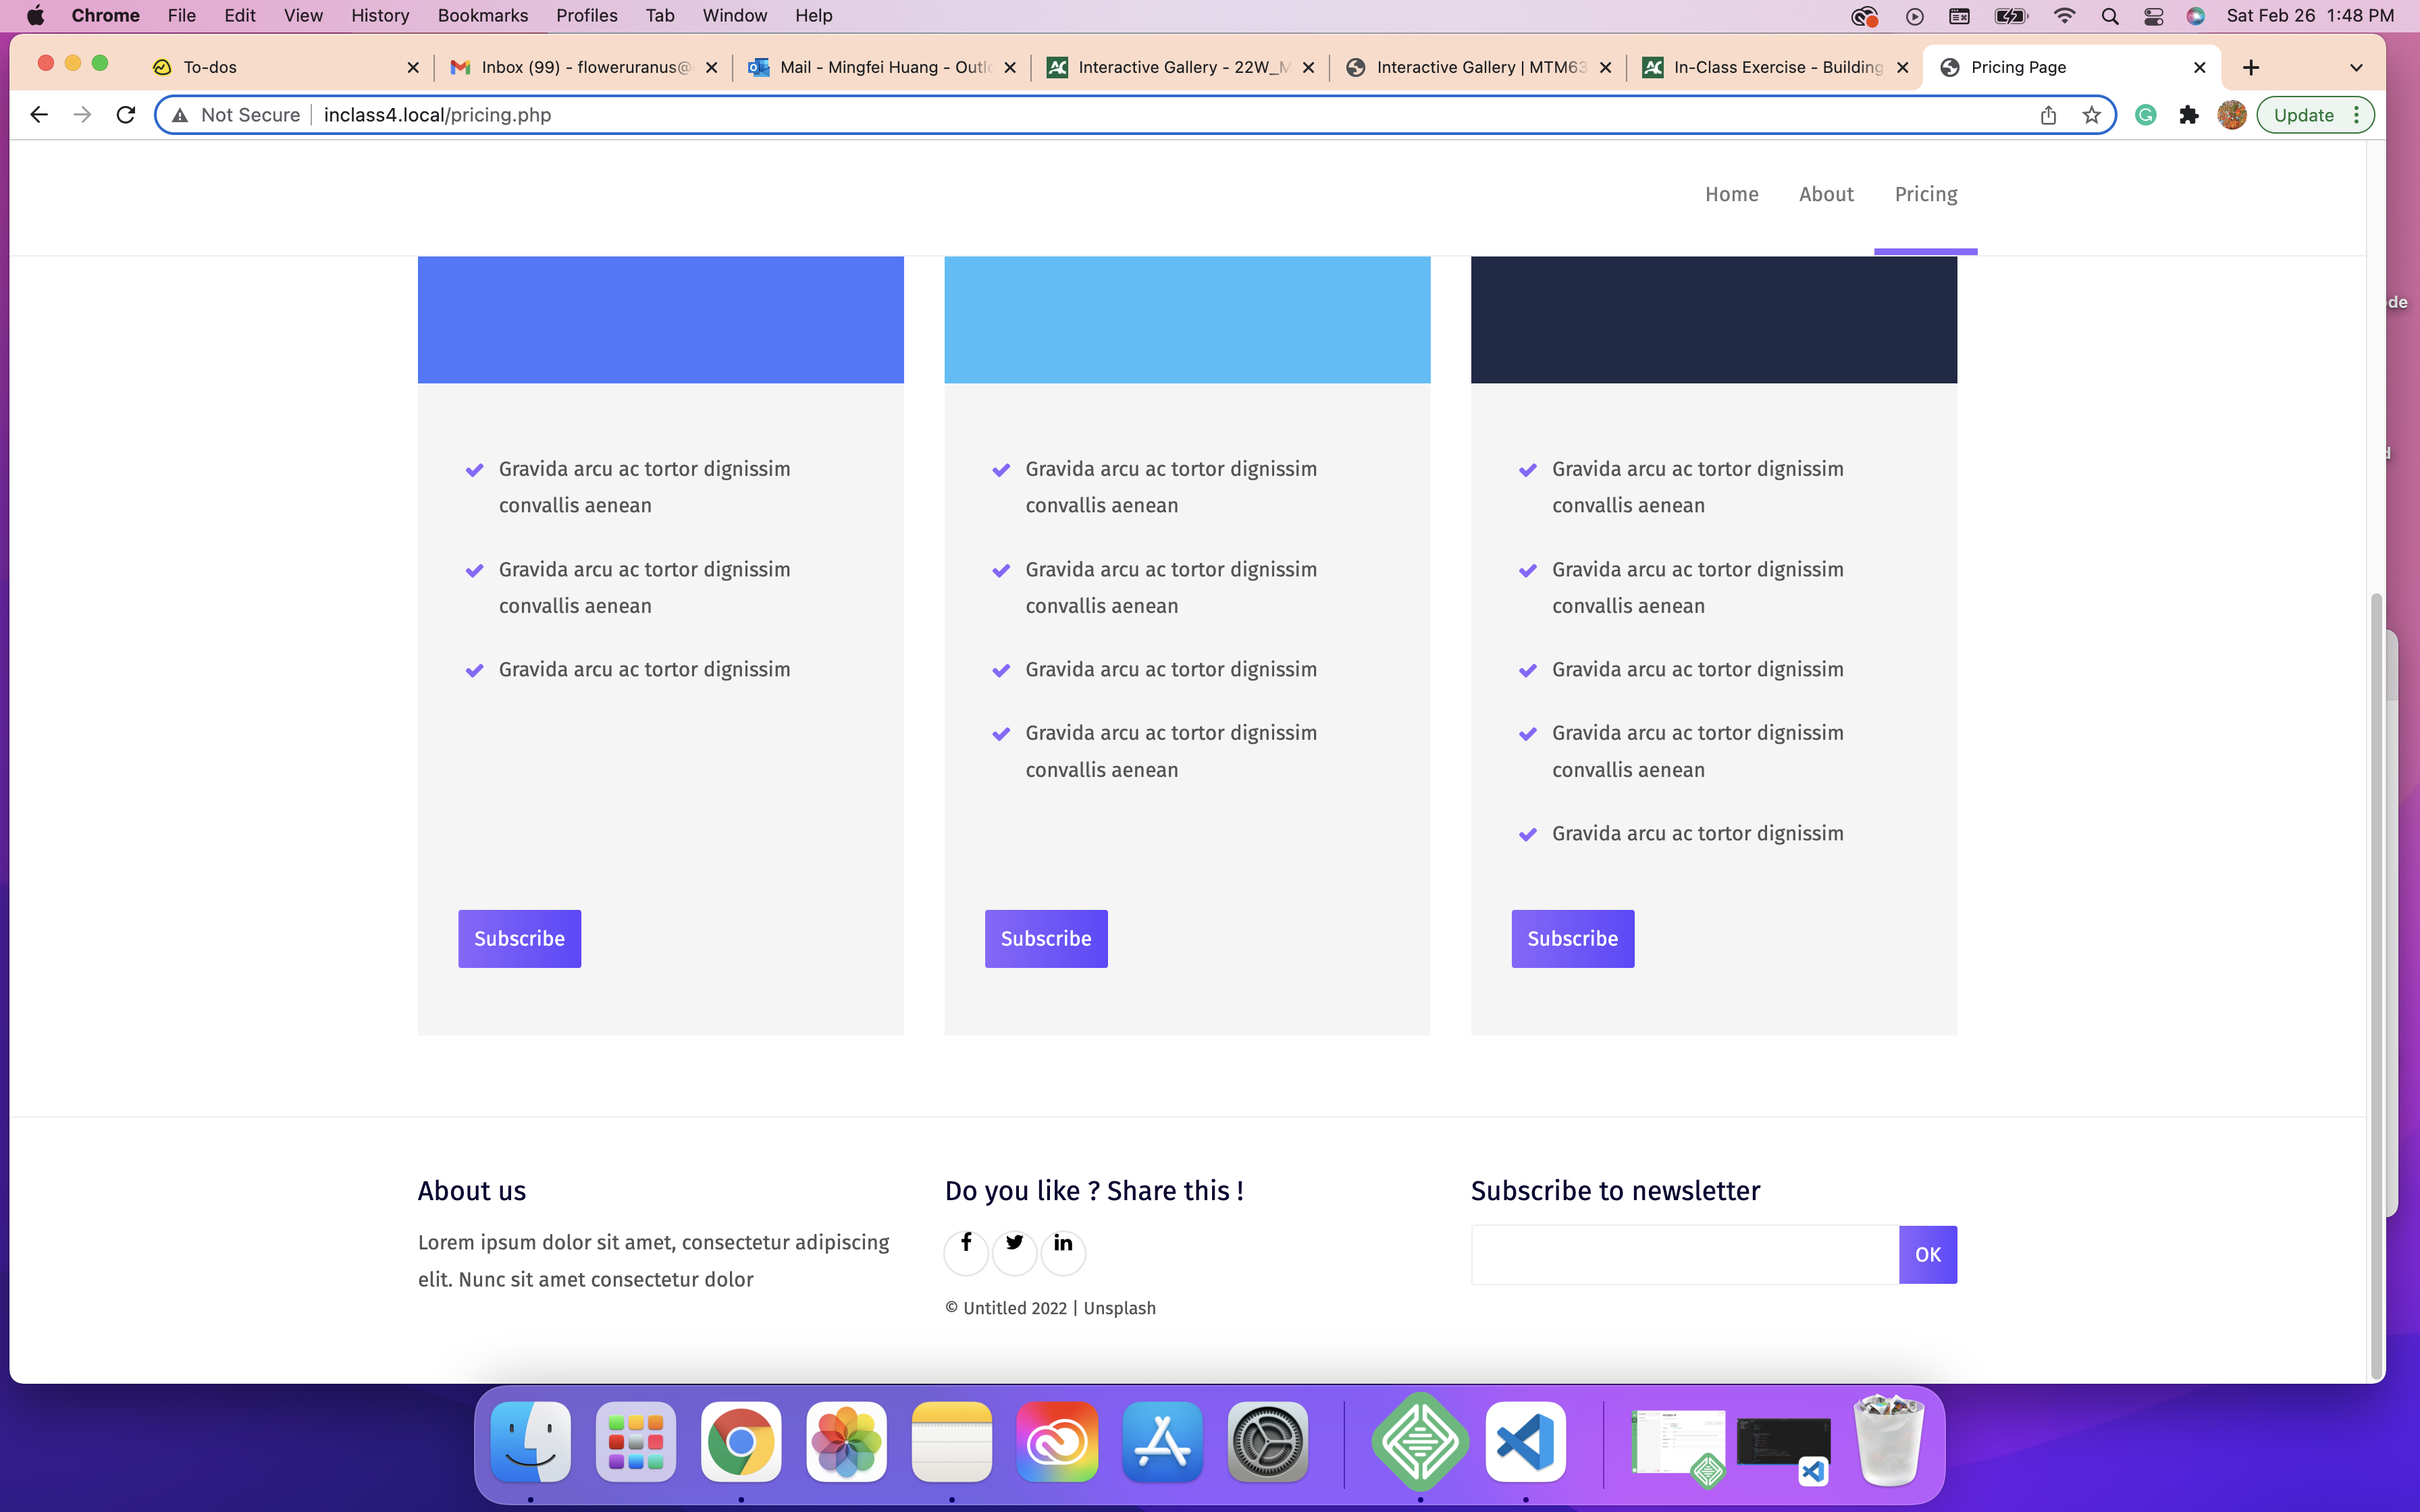 Chrome File Edit View History Bookmarks Profiles Tab Window Help Sat Feb 26 1:48 PM
To-dos Inbox (99) - floweruranus@ Mail - Mingfei Huang - Outl Interactive Gallery - 22W_M Interactive Gallery | MTM63 In-Class Exercise - Building Pricing Page
Not Secure inclass4.local/pricing.php Update
Home About Pricing
Gravida arcu ac tortor dignissim
convallis aenean
Gravida arcu ac tortor dignissim
convallis aenean
Gravida arcu ac tortor dignissim
Subscribe
Gravida arcu ac tortor dignissim
convallis aenean
Gravida arcu ac tortor dignissim
convallis aenean
Gravida arcu ac tortor dignissim
Gravida arcu ac tortor dignissim
convallis aenean
Subscribe
Gravida arcu ac tortor dignissim
convallis aenean
Gravida arcu ac tortor dignissim
convallis aenean
Gravida arcu ac tortor dignissim
Gravida arcu ac tortor dignissim
convallis aenean
Gravida arcu ac tortor dignissim
Subscribe
About us
Lorem ipsum dolor sit amet, consectetur adipiscing
elit. Nunc sit amet consectetur dolor
Do you like ? Share this !
© Untitled 2022 | Unsplash
Subscribe to newsletter
OK